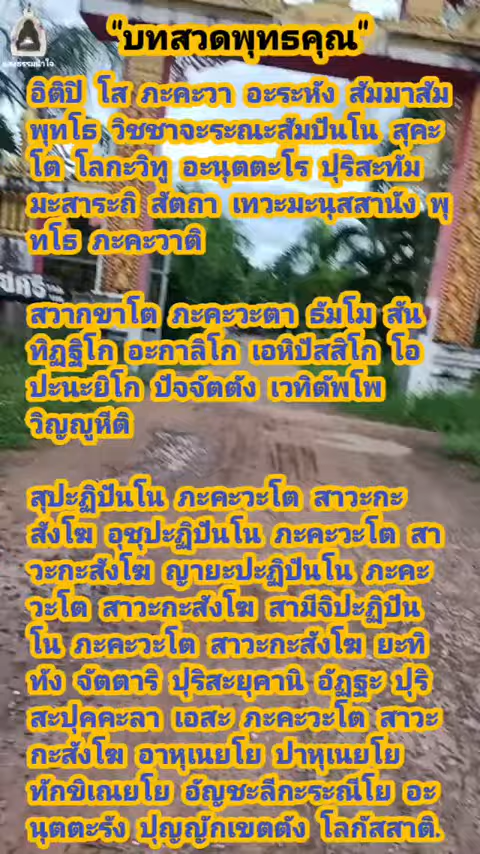 "บทสวดพุทธคุณ"
แสงธรรมนำใจ
อิติปิ โส ภะคะวา อะระหัง สัมมาสัม
พุทโธ วิชชาจะระณะสัมปันโน สุคะ
โต โลกะวิทู อะนุตตะโร ปุริสะทัม
มะสาระถิ สัตถา เทวะมะนุสสานัง พุ
ทโธ ภะคะวาติ
สวากขาโต ภะคะวะตา ธัมโม สัน
ทิฏฐิโก อะกาลิโก เอหิปัสสิโก โอ
ปะนะยิโก ปัจจัตตัง เวทิตัพโพ
วิญญูหีติ
สุปะฏิปันโน ภะคะวะโต สาวะกะ
สังโฆ อุชุปะฏิปันโน ภะคะวะโต สา
วะกะสังโฆ ญายะปะฏิปันโน ภะคะ
วะโต สาวะกะสังโฆ สามีจิปะฏิปัน
โน ภะคะวะโต สาวะกะสังโฆ ยะทิ
ทัง จัตตาริ ปุริสะยุคานิ อัฏฐะ ปุริ
สะปุคคะลา เอสะ ภะคะวะโต สาวะ
กะสังโฆ อาหุเนยโย ปาหุเนยโย
ทักขิเณยโย อัญชะลีกะระณีโย อะ
นุตตะรัง ปุญญักเขตตัง โลกัสสาติ.